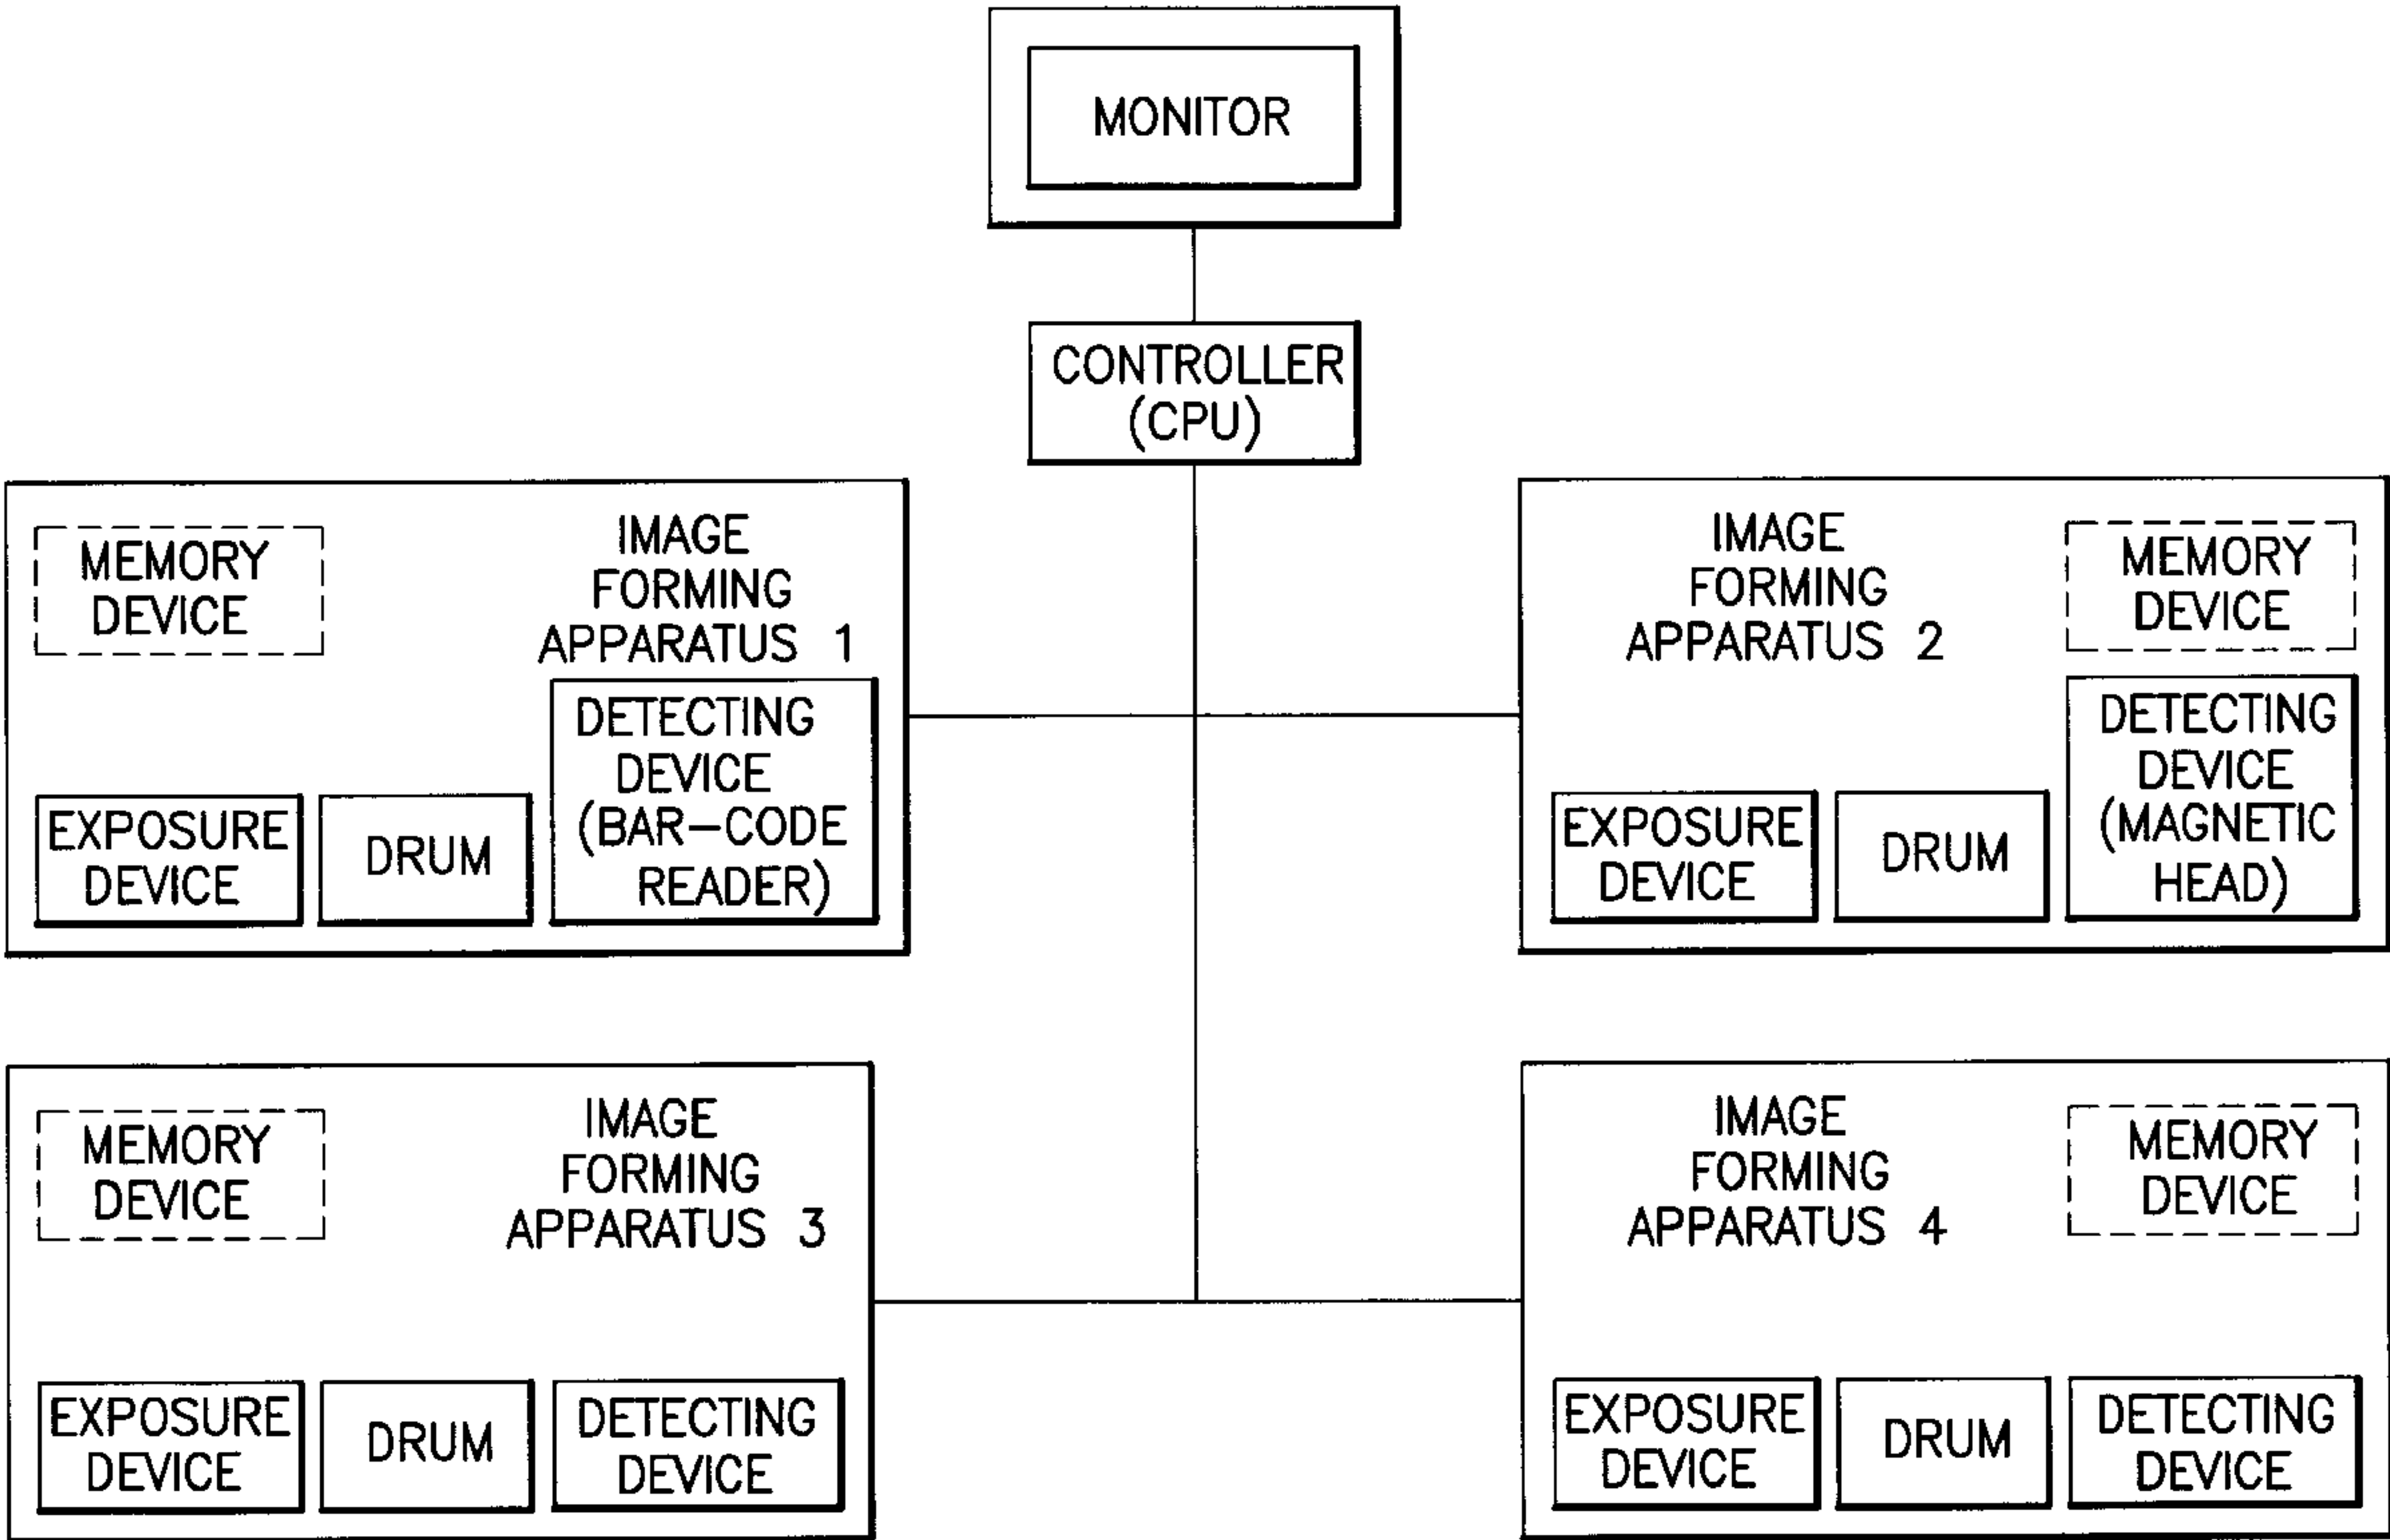 MONITOR
CONTROLLER
(CPU)
MEMORY
DEVICE
IMAGE
FORMING
APPARATUS 1
DETECTING
DEVICE
(BAR-CODE
READER)
EXPOSURE
DEVICE
DRUM
IMAGE
FORMING
APPARATUS 2
MEMORY
DEVICE
DETECTING
DEVICE
(MAGNETIC
HEAD)
EXPOSURE
DEVICE
DRUM
MEMORY
DEVICE
IMAGE
FORMING
APPARATUS 3
EXPOSURE
DEVICE
DRUM
DETECTING
DEVICE
IMAGE
FORMING
APPARATUS 4
MEMORY
DEVICE
EXPOSURE
DEVICE
DRUM
DETECTING
DEVICE